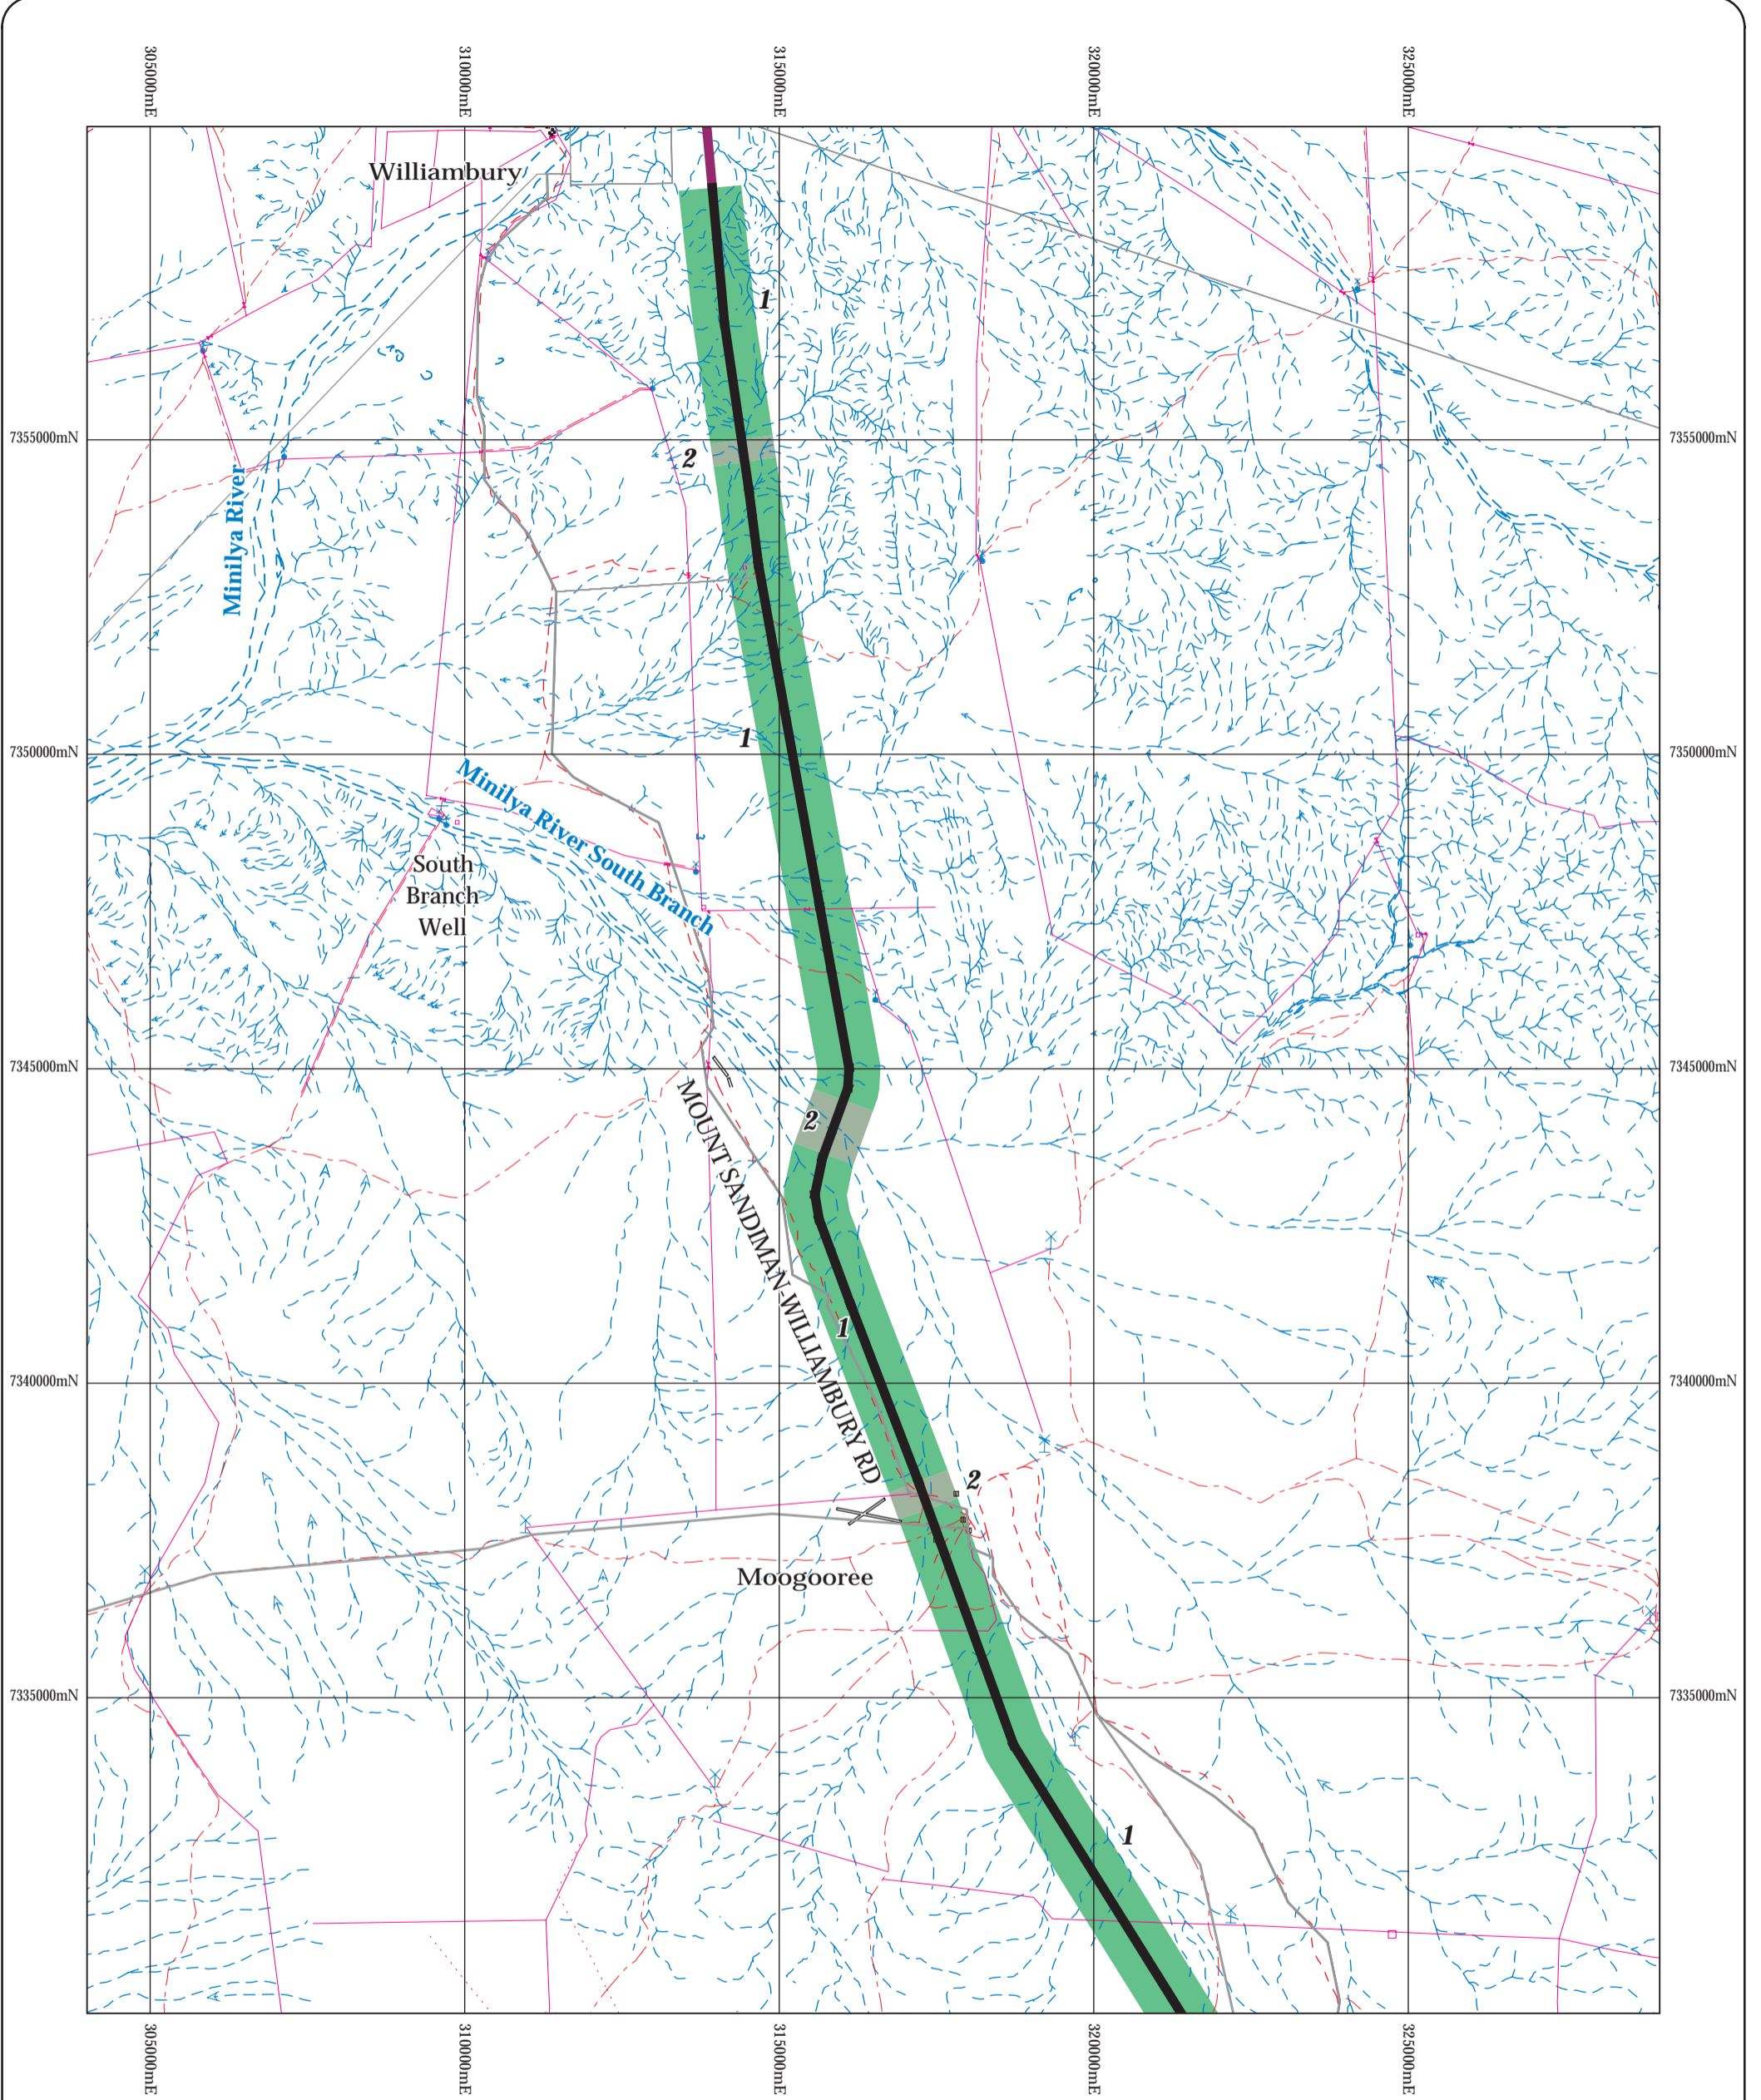 305000mE
310000mE
315000mE
320000mE
325000mE
Williambury
1
7355000mN
7355000mN
2
Minilya River
1
7350000mN
7350000mN
Minilya River South Branch
South
Branch
Well
7345000mN
7345000mN
2
MOUNT SANDIMAN-WILLIAMBURY RD
1
7340000mN
7340000mN
2
Moogooree
7335000mN
7335000mN
1
305000mE
310000mE
315000mE
320000mE
325000mE